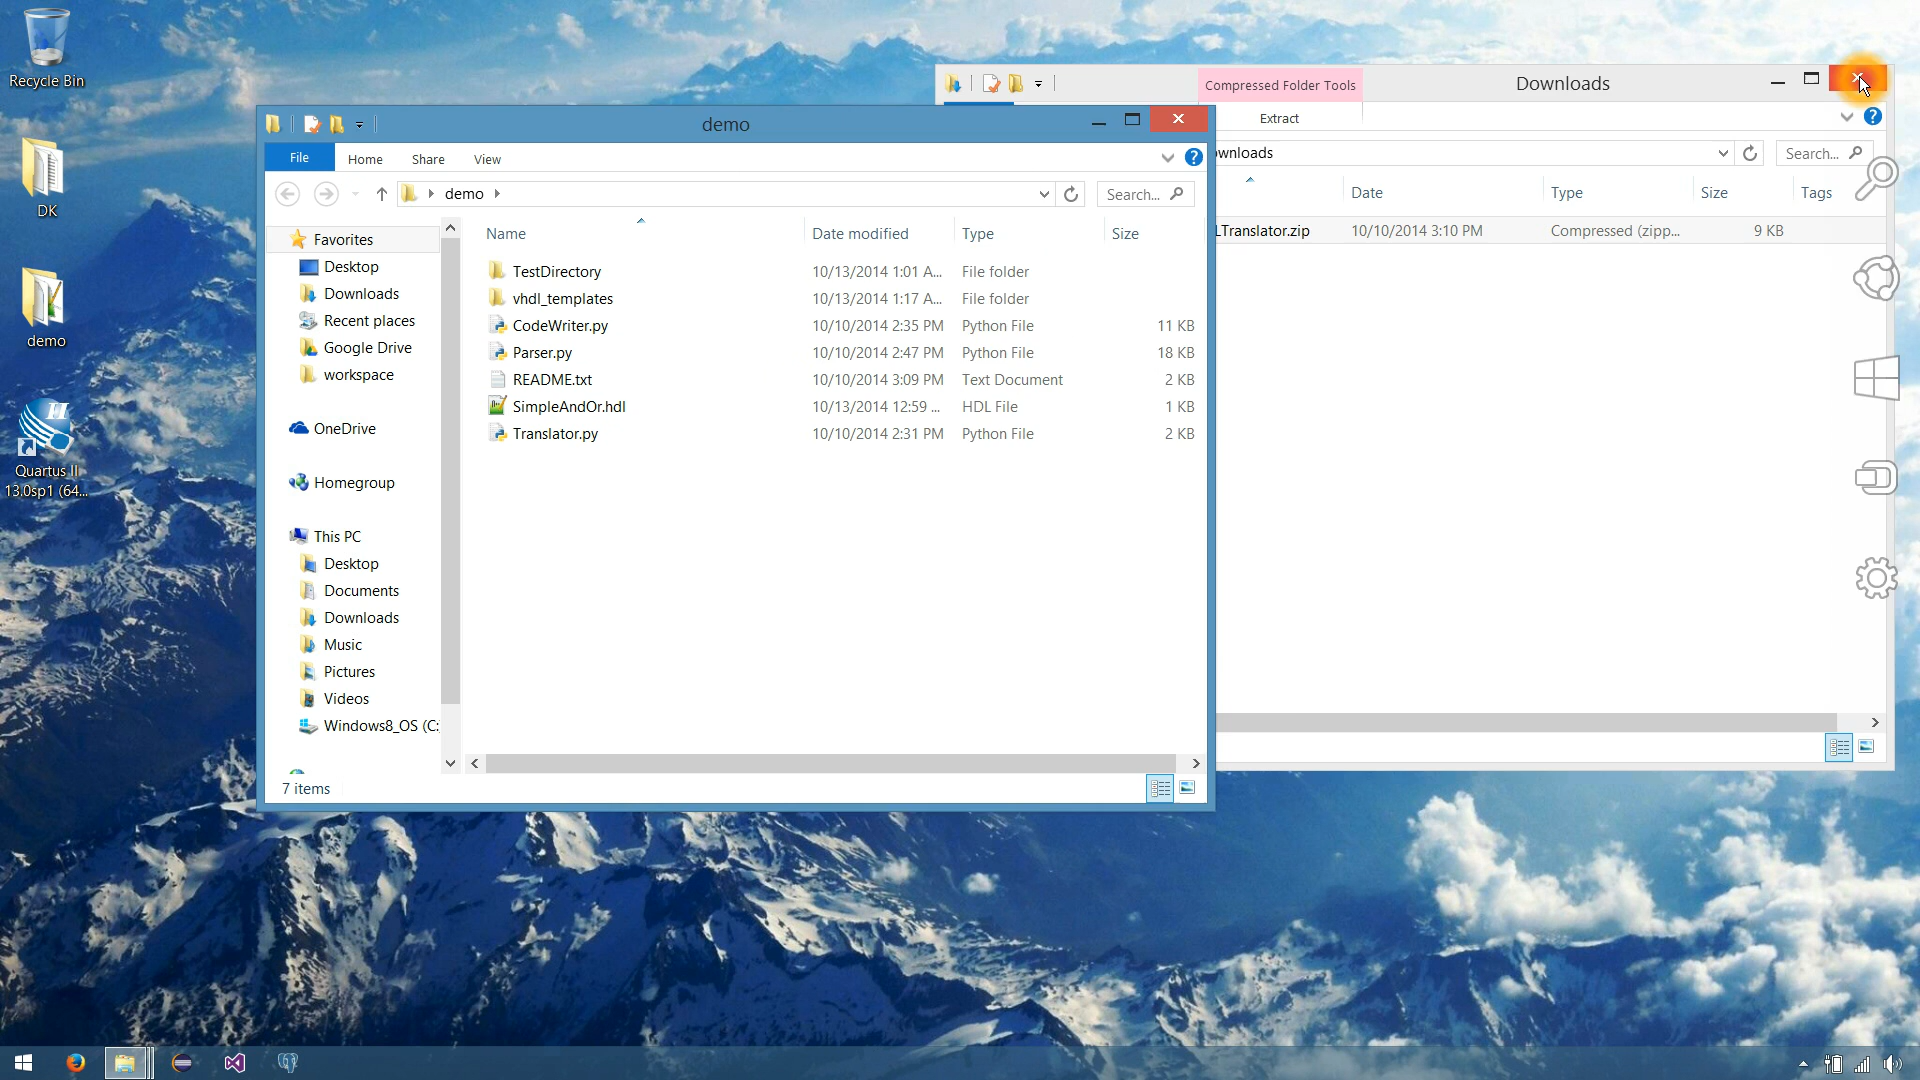 Recycle Bin
DK
demo
Quartus II
13.0sp1 (64...
Compressed Folder Tools
Downloads
Extract
wnloads
Search...
Date
Type
Size
Tags
LTranslator.zip
10/10/2014 3:10 PM
Compressed (zipp...
9 KB
demo
File
Home
Share
View
demo
Search...
Name
Date modified
Type
Size
Favorites
Desktop
Downloads
Recent places
Google Drive
workspace
OneDrive
Homegroup
This PC
Desktop
Documents
Downloads
Music
Pictures
Videos
Windows8_OS (C:
TestDirectory 10/13/2014 1:01 A... File folder
vhdl_templates 10/13/2014 1:17 A... File folder
CodeWriter.py 10/10/2014 2:35 PM Python File 11 KB
Parser.py 10/10/2014 2:47 PM Python File 18 KB
README.txt 10/10/2014 3:09 PM Text Document 2 KB
SimpleAndOr.hdl 10/13/2014 12:59 ... HDL File 1 KB
Translator.py 10/10/2014 2:31 PM Python File 2 KB
7 items